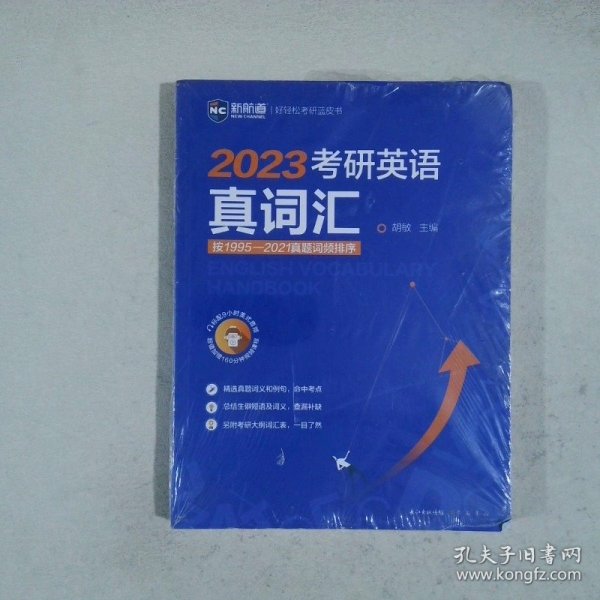 NC 新航道 | 好轻松考研蓝皮书
NEW CHANNEL
2023考研英语
真词汇
胡敏 主编
按1995—2021真题词频排序
ENGLISH VOCABULARY
HANDBOOK
精选真题词义和例句，命中考点
总结生僻短语及词义，查漏补缺
另附考研大纲词汇表，一目了然
孔夫子旧书网
www.kongfz.com